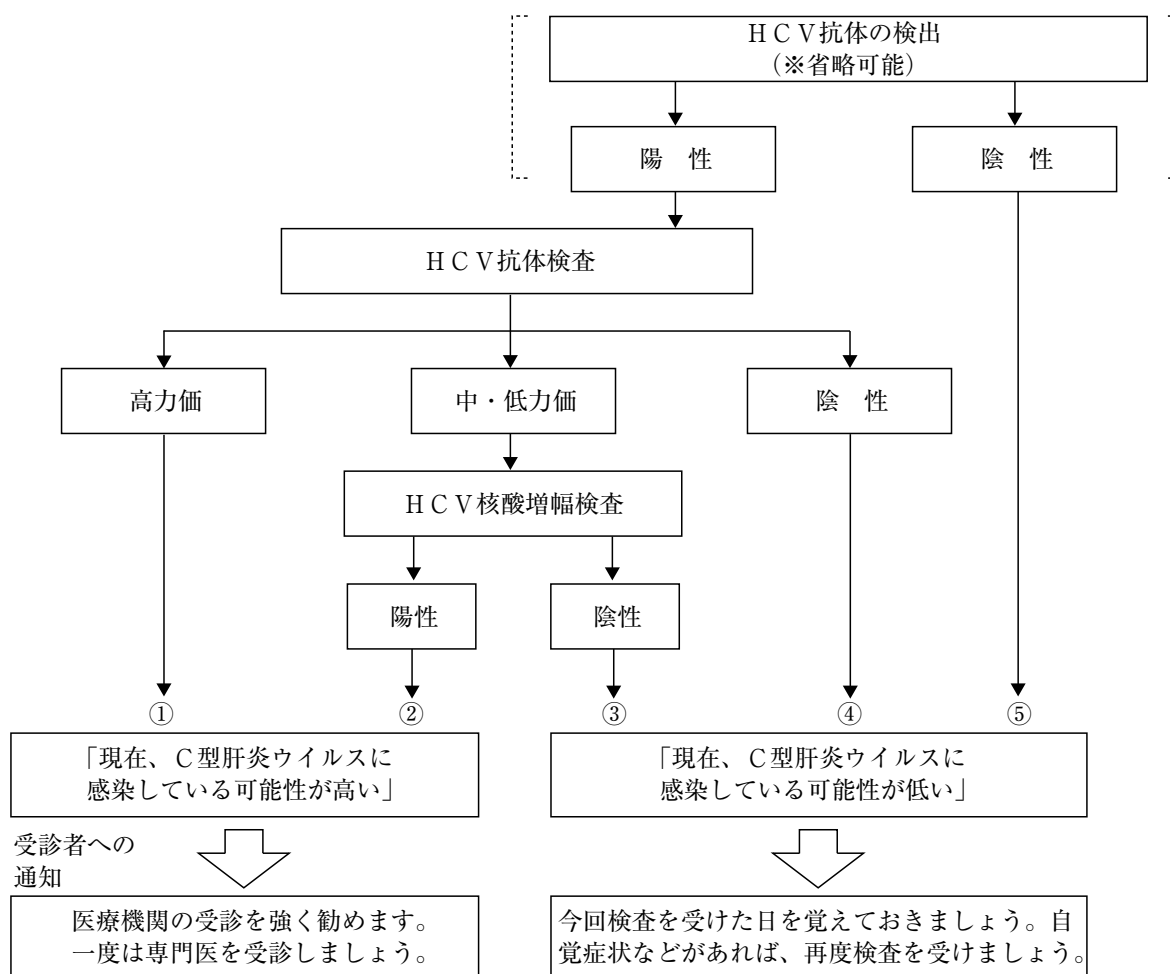 HCV抗体の検出
(※省略可能)
陽 性
陰 性
HCV抗体検査
高力価
中・低力価
陰 性
HCV核酸増幅検査
陽性
陰性
①
②
③
④
⑤
「現在、C型肝炎ウイルスに
感染している可能性が高い」
「現在、C型肝炎ウイルスに
感染している可能性が低い」
受診者への
通知
医療機関の受診を強く勧めます。
一度は専門医を受診しましょう。
今回検査を受けた日を覚えておきましょう。自
覚症状などがあれば、再度検査を受けましょう。